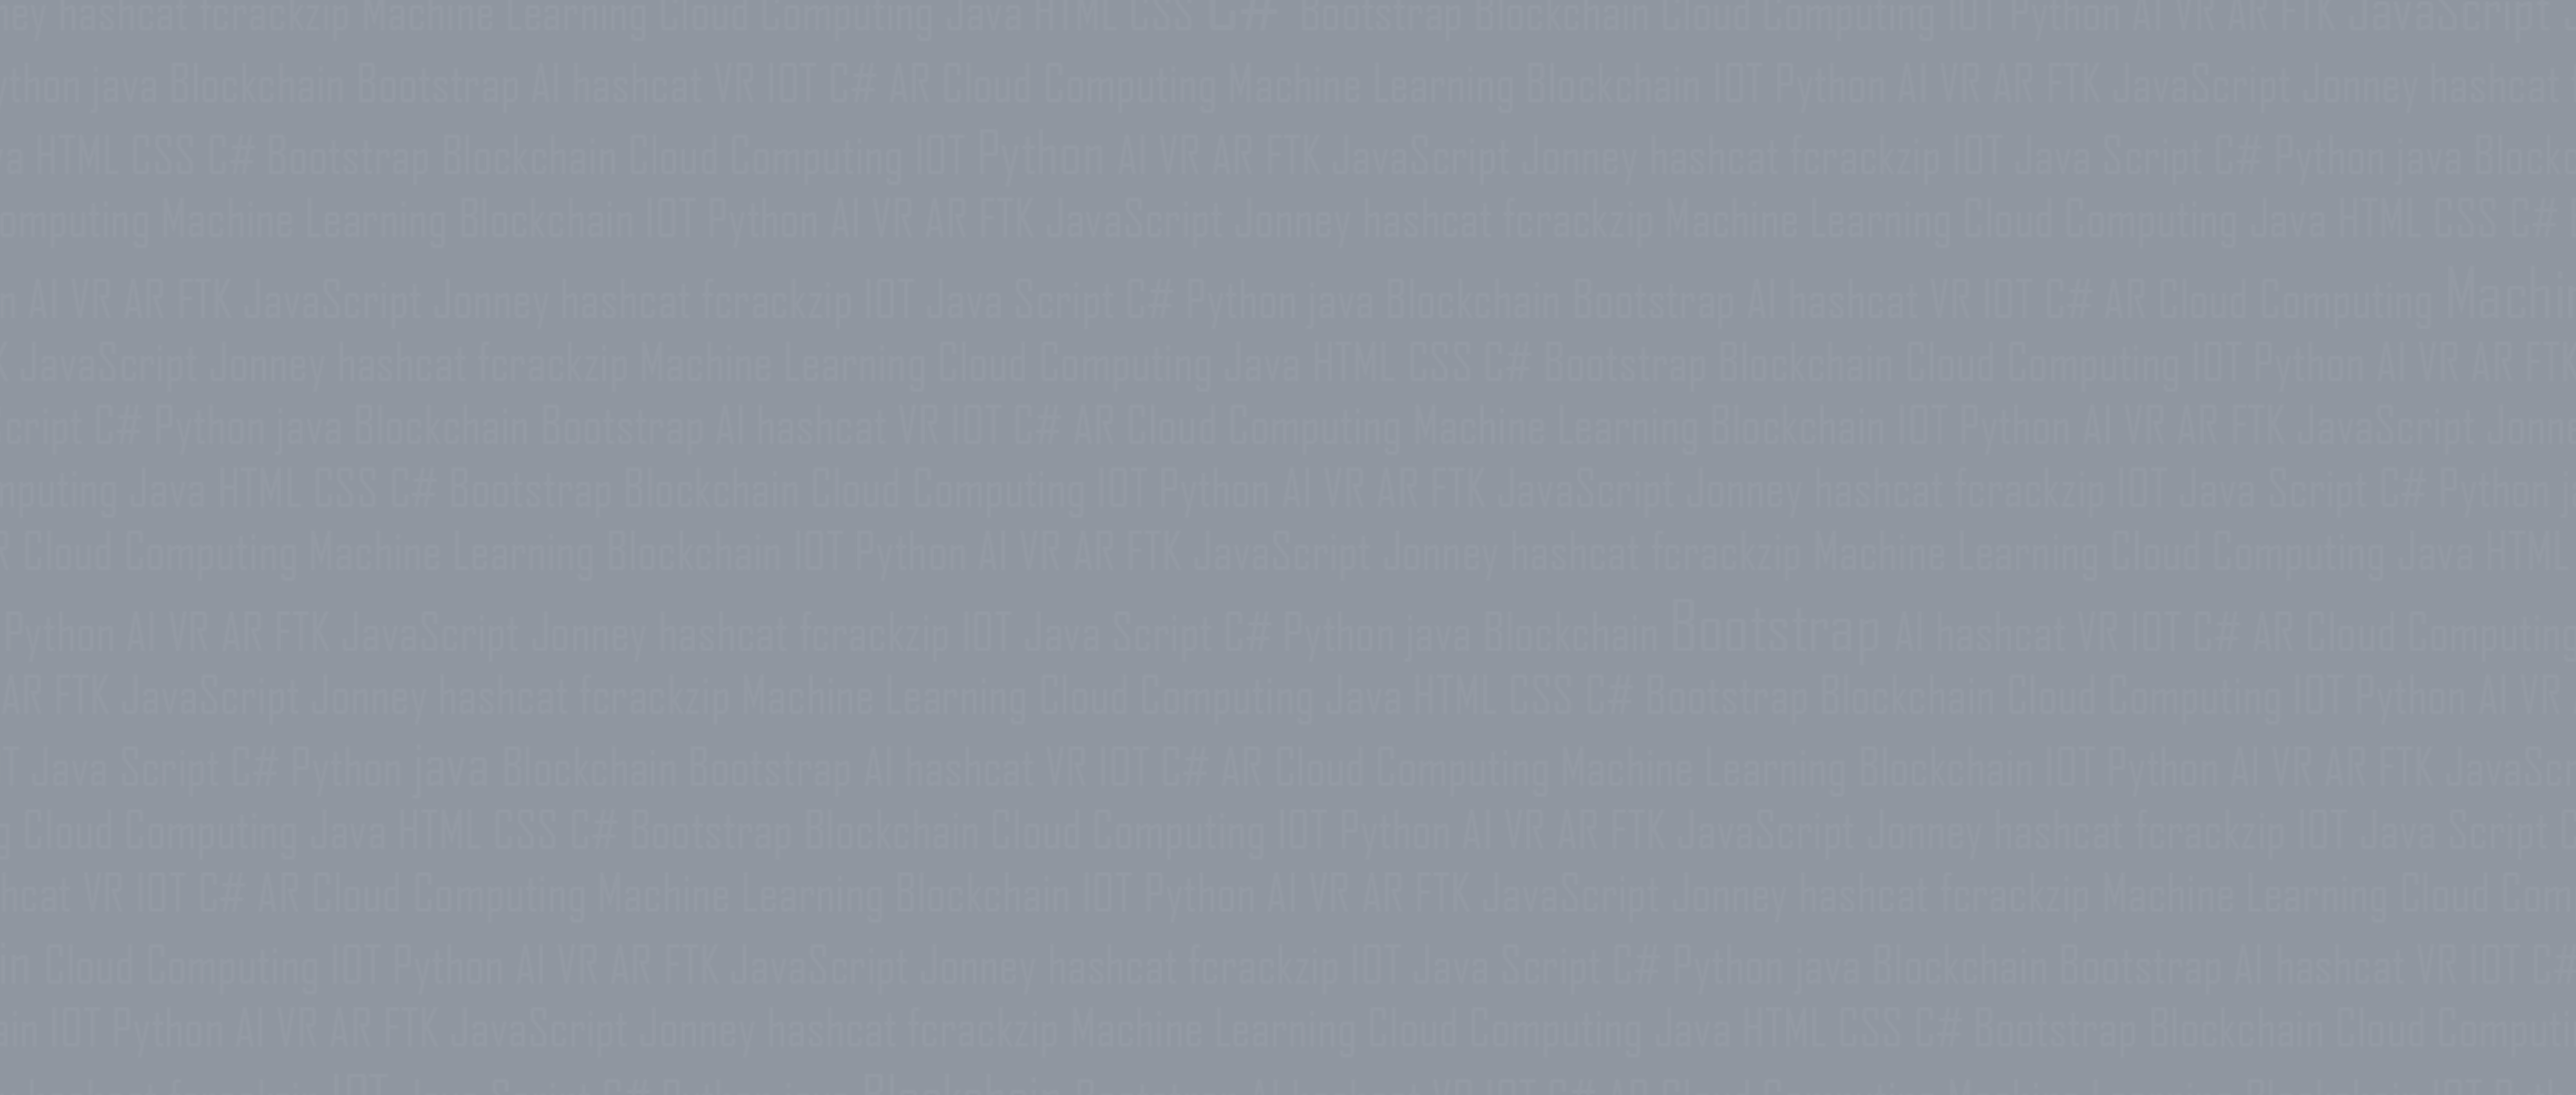 hashcat fcrackzip Machine Learning Cloud Computing Java HTML CSS C# Bootstrap Blockchain Cloud Computing IOT Python AI VR AR FTK JavaScript
ython java Blockchain Bootstrap AI hashcat VR IOT C# AR Cloud Computing Machine Learning Blockchain IOT Python AI VR AR FTK JavaScript Jonney hashcat
va HTML CSS C# Bootstrap Blockchain Cloud Computing IOT Python AI VR AR FTK JavaScript Jonney hashcat fcrackzip IOT Java Script C# Python java Blockc
omputing Machine Learning Blockchain IOT Python AI VR AR FTK JavaScript Jonney hashcat fcrackzip Machine Learning Cloud Computing Java HTML CSS C#
n AI VR AR FTK JavaScript Jonney hashcat fcrackzip IOT Java Script C# Python java Blockchain Bootstrap AI hashcat VR IOT C# AR Cloud Computing Machin
K JavaScript Jonney hashcat fcrackzip Machine Learning Cloud Computing Java HTML CSS C# Bootstrap Blockchain Cloud Computing IOT Python AI VR AR FTK
cript C# Python java Blockchain Bootstrap AI hashcat VR IOT C# AR Cloud Computing Machine Learning Blockchain IOT Python AI VR AR FTK JavaScript Jonn
mputing Java HTML CSS C# Bootstrap Blockchain Cloud Computing IOT Python AI VR AR FTK JavaScript Jonney hashcat fcrackzip IOT Java Script C# Python
R Cloud Computing Machine Learning Blockchain IOT Python AI VR AR FTK JavaScript Jonney hashcat fcrackzip Machine Learning Cloud Computing Java HTML
Python AI VR AR FTK JavaScript Jonney hashcat fcrackzip IOT Java Script C# Python java Blockchain Bootstrap AI hashcat VR IOT C# AR Cloud Computing
AR FTK JavaScript Jonney hashcat fcrackzip Machine Learning Cloud Computing Java HTML CSS C# Bootstrap Blockchain Cloud Computing IOT Python AI VR
T Java Script C# Python java Blockchain Bootstrap AI hashcat VR IOT C# AR Cloud Computing Machine Learning Blockchain IOT Python AI VR AR FTK JavaSc
g Cloud Computing Java HTML CSS C# Bootstrap Blockchain Cloud Computing IOT Python AI VR AR FTK JavaScript Jonney hashcat fcrackzip IOT Java Script
hcat VR IOT C# AR Cloud Computing Machine Learning Blockchain IOT Python AI VR AR FTK JavaScript Jonney hashcat fcrackzip Machine Learning Cloud Com
in Cloud Computing IOT Python AI VR AR FTK JavaScript Jonney hashcat fcrackzip IOT Java Script C# Python java Blockchain Bootstrap AI hashcat VR IOT C#
ain IOT Python AI VR AR FTK JavaScript Jonney hashcat fcrackzip Machine Learning Cloud Computing Java HTML CSS C# Bootstrap Blockchain Cloud Computi